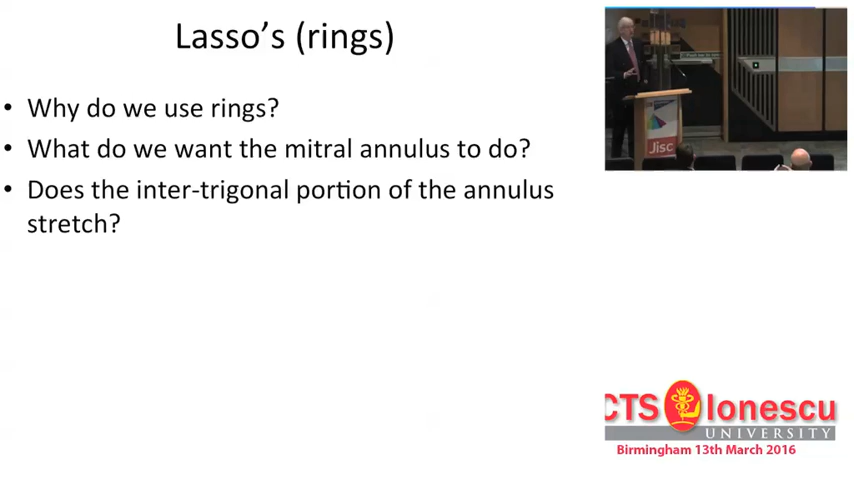 Lasso's (rings)
• Why do we use rings?
• What do we want the mitral annulus to do?
• Does the inter-trigonal portion of the annulus
stretch?
Jisc
CTS Ionescu
UNIVERSITY
Birmingham 13th March 2016